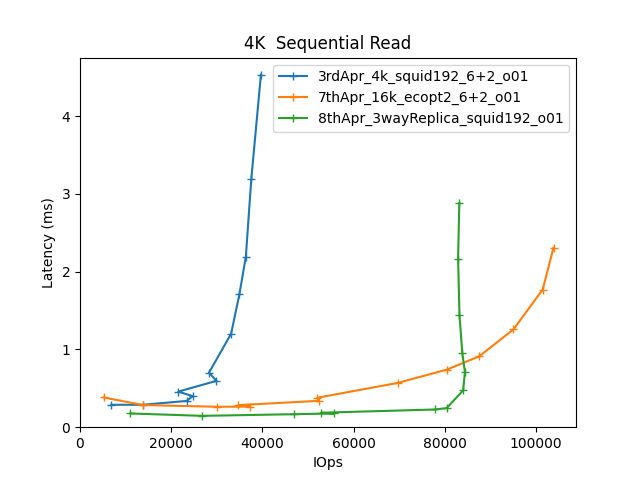 4K  Sequential Read
3rdApr_4k_squid192_6+2_o01
7thApr_16k_ecopt2_6+2_o01
8thApr_3wayReplica_squid192_o01
Latency (ms)
4
3
2
1
0
0 20000 40000 60000 80000 100000
IOps